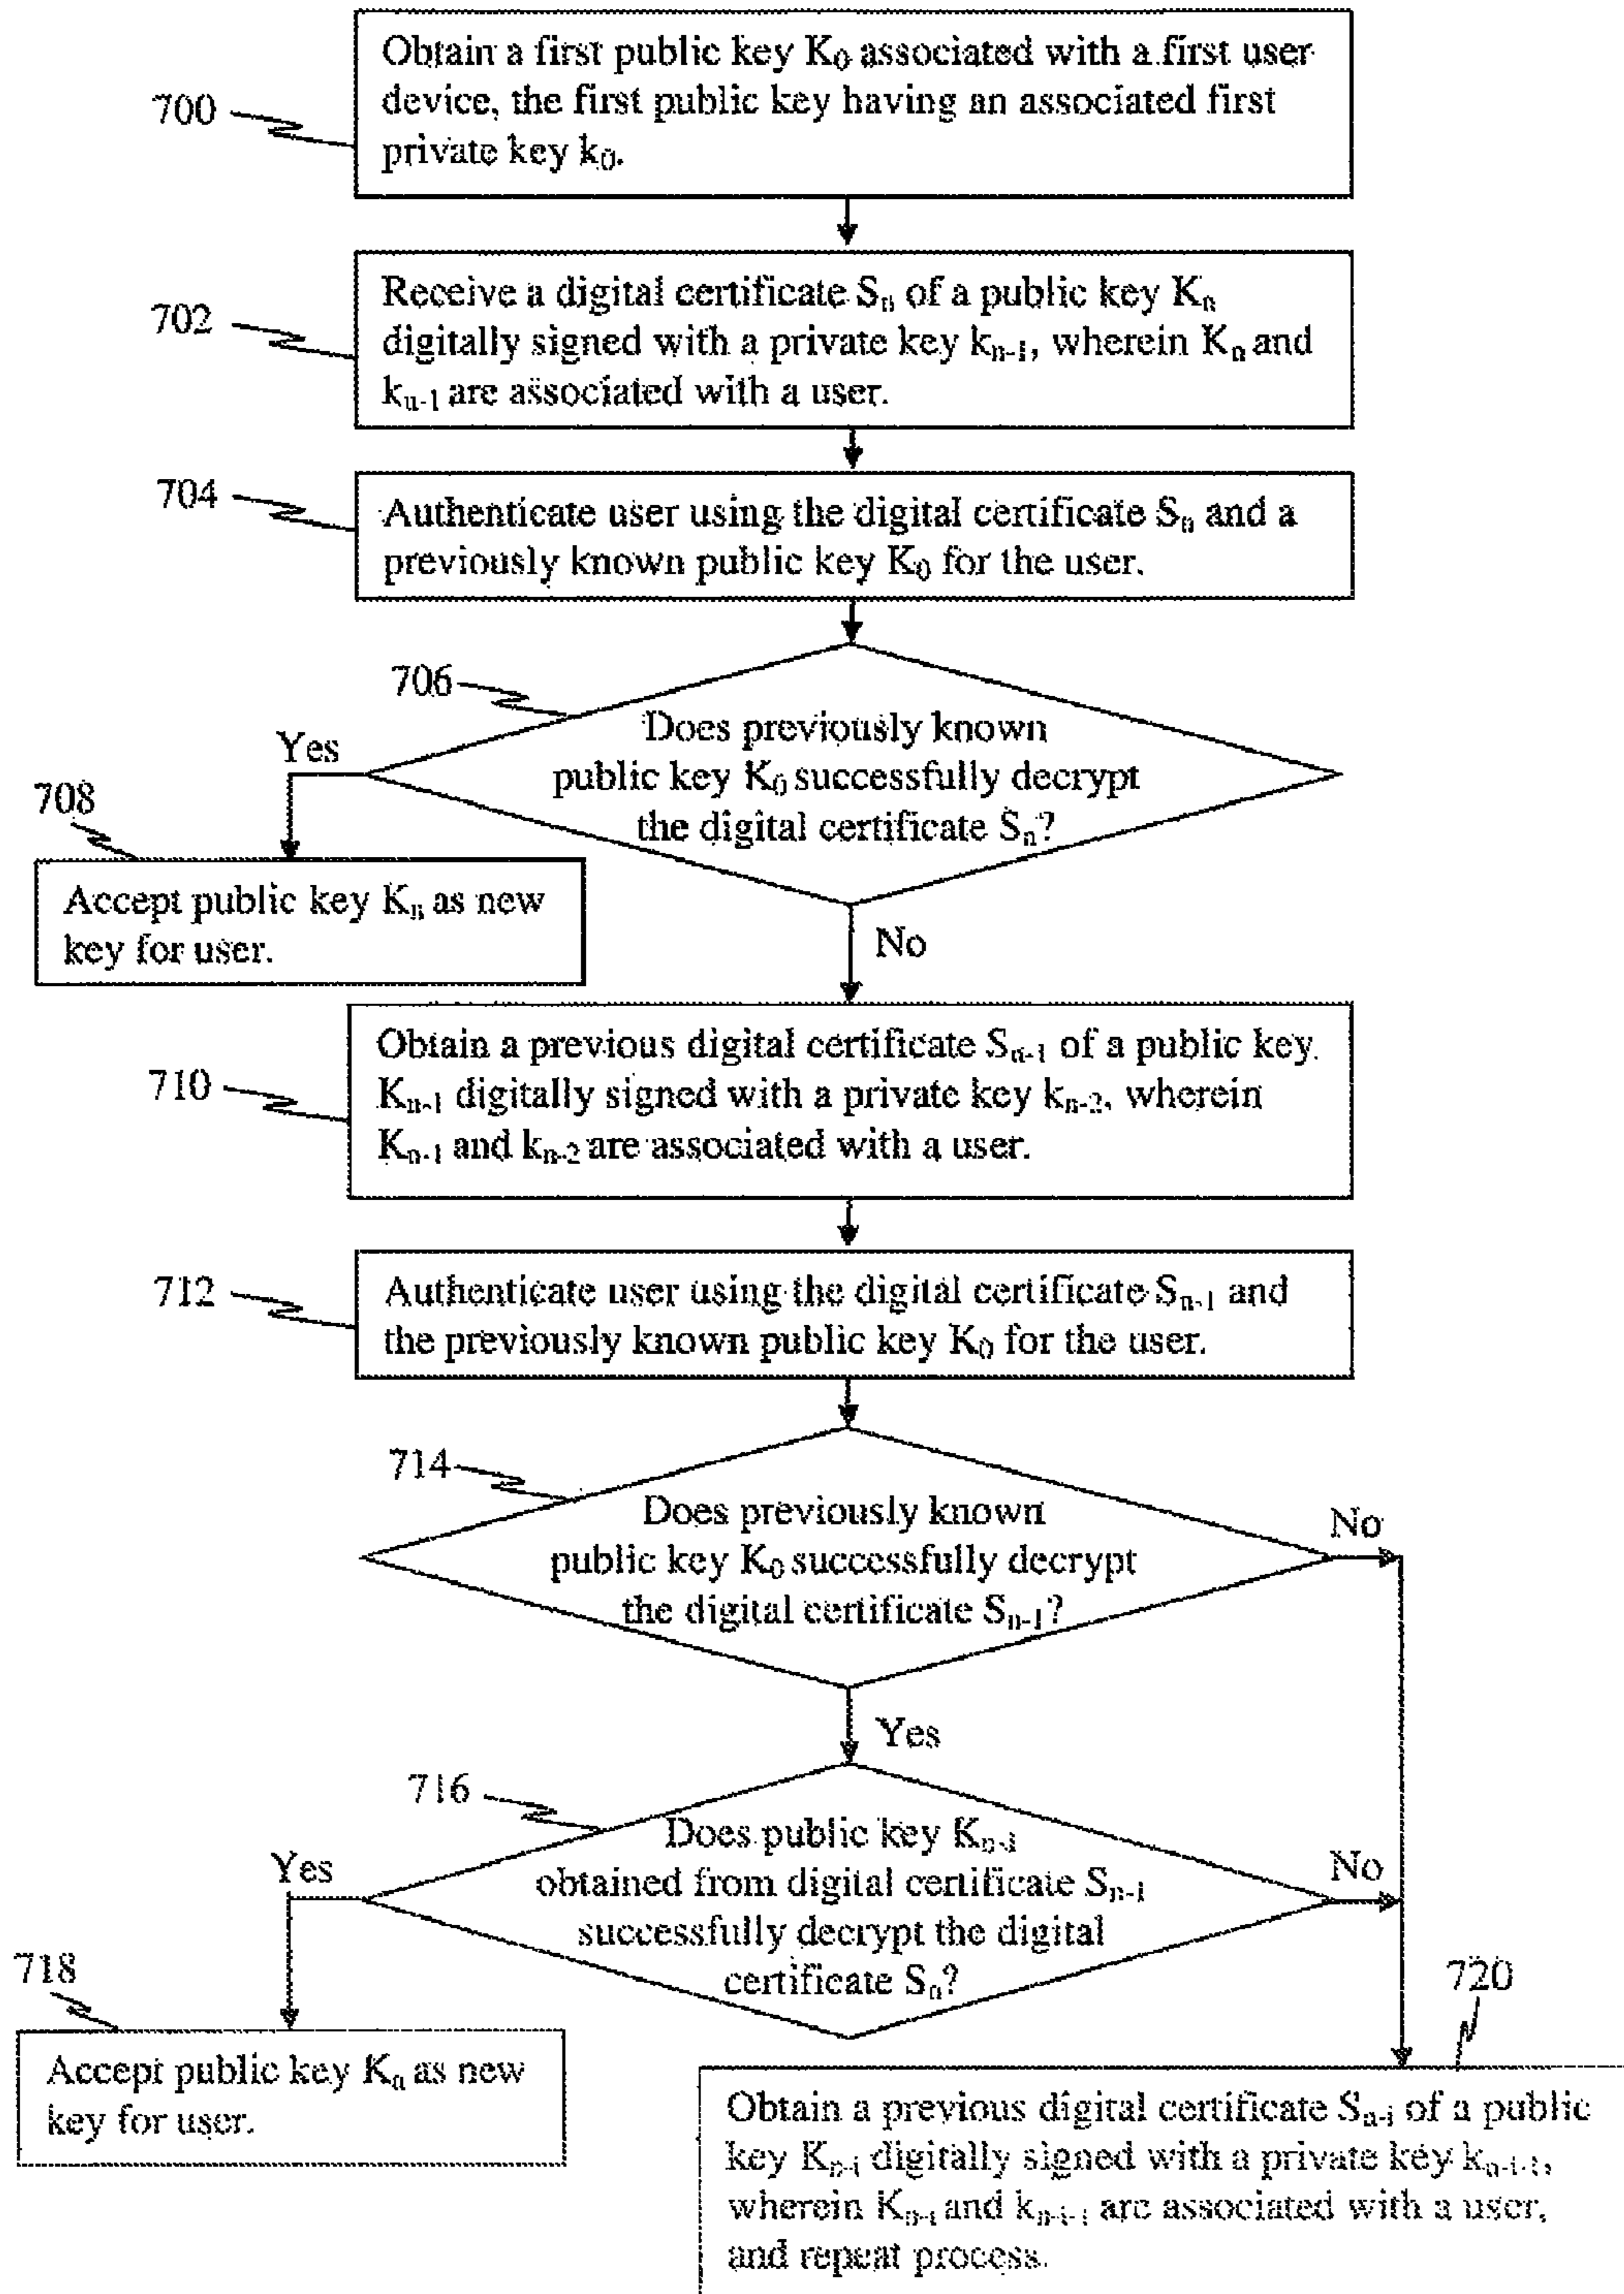 Obtain a first public key K₀ associated with a first user
device, the first public key having an associated first
private key k₀.
700
Receive a digital certificate Sₙ of a public key Kₙ
digitally signed with a private key kₙ₋₁, wherein Kₙ and
kₙ₋₁ are associated with a user.
702
704
Authenticate user using the digital certificate Sₙ and a
previously known public key K₀ for the user.
706
Does previously known
public key K₀ successfully decrypt
the digital certificate Sₙ?
Yes
708
Accept public key Kₙ as new
key for user.
No
Obtain a previous digital certificate Sₙ₋₁ of a public key
Kₙ₋₁ digitally signed with a private key kₙ₋₂, wherein
Kₙ₋₁ and kₙ₋₂ are associated with a user.
710
712
Authenticate user using the digital certificate Sₙ₋₁ and
the previously known public key K₀ for the user.
714
Does previously known
public key K₀ successfully decrypt
the digital certificate Sₙ₋₁?
No
Yes
716
Does public key Kₙ₋₁
obtained from digital certificate Sₙ₋₁
successfully decrypt the digital
certificate Sₙ?
Yes
No
718
Accept public key Kₙ as new
key for user.
720
Obtain a previous digital certificate Sₙ₋ᵢ of a public
key Kₙ₋ᵢ digitally signed with a private key kₙ₋ᵢ₋₁,
wherein Kₙ₋ᵢ and kₙ₋ᵢ₋₁ are associated with a user,
and repeat process.